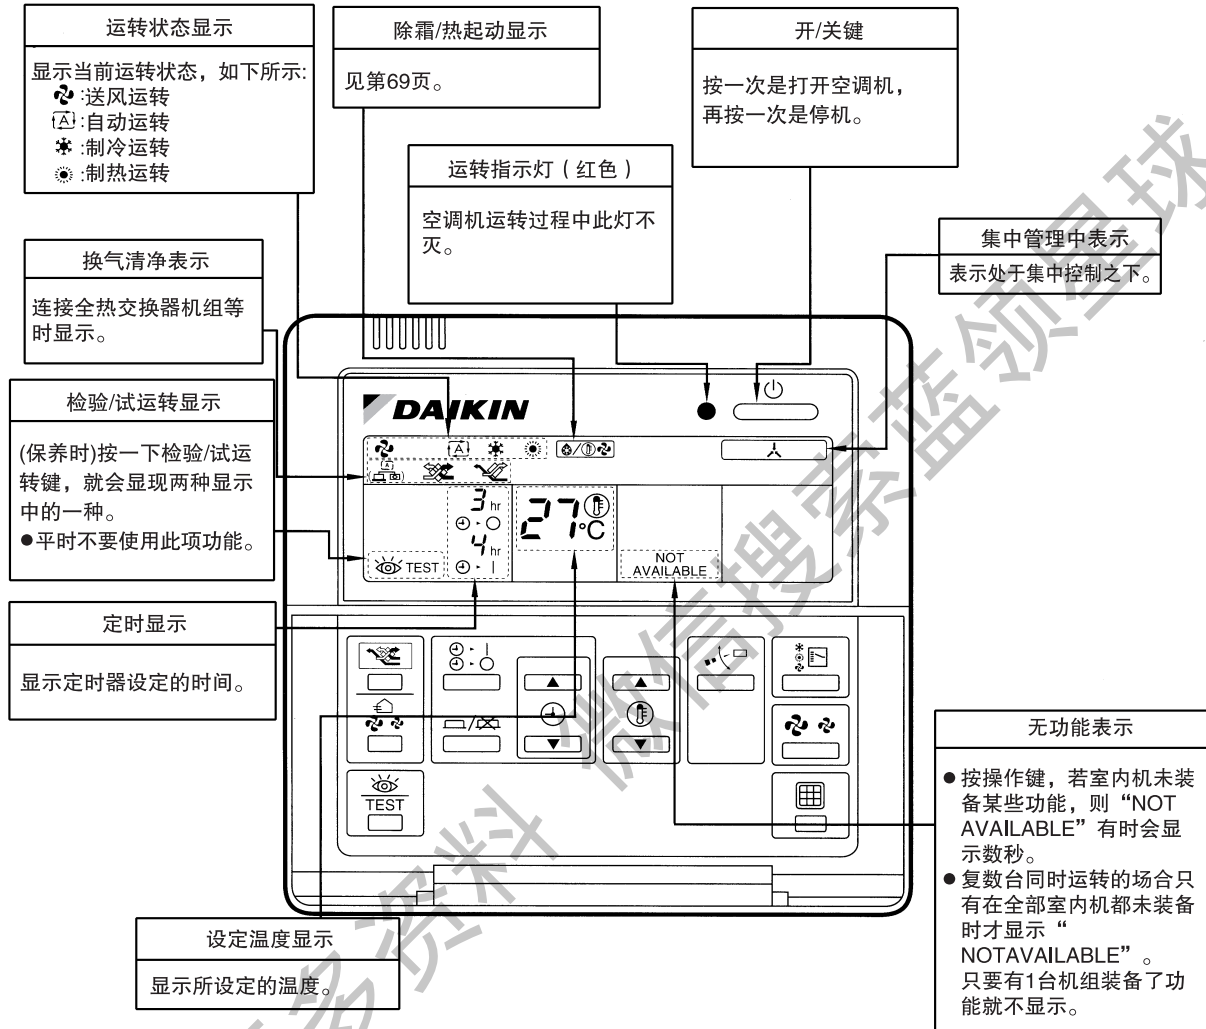 运转状态显示
显示当前运转状态，如下所示:
:送风运转
A :自动运转
:制冷运转
:制热运转
除霜/热起动显示
见第69页。
开/关键
按一次是打开空调机，
再按一次是停机。
运转指示灯（红色）
空调机运转过程中此灯不
灭。
集中管理中表示
表示处于集中控制之下。
换气清净表示
连接全热交换器机组等
时显示。
检验/试运转显示
(保养时)按一下检验/试运
转键，就会显现两种显示
中的一种。
●平时不要使用此项功能。
定时显示
显示定时器设定的时间。
DAIKIN
A
/
A
3 hr
4 hr
27°C
TEST
NOT
AVAILABLE
/
TEST
无功能表示
●按操作键，若室内机未装
备某些功能，则“NOT
AVAILABLE”有时会显
示数秒。
●复数台同时运转的场合只
有在全部室内机都未装备
时才显示“
NOTAVAILABLE”。
只要有1台机组装备了功
能就不显示。
设定温度显示
显示所设定的温度。
多资料 微信搜索蓝领星球